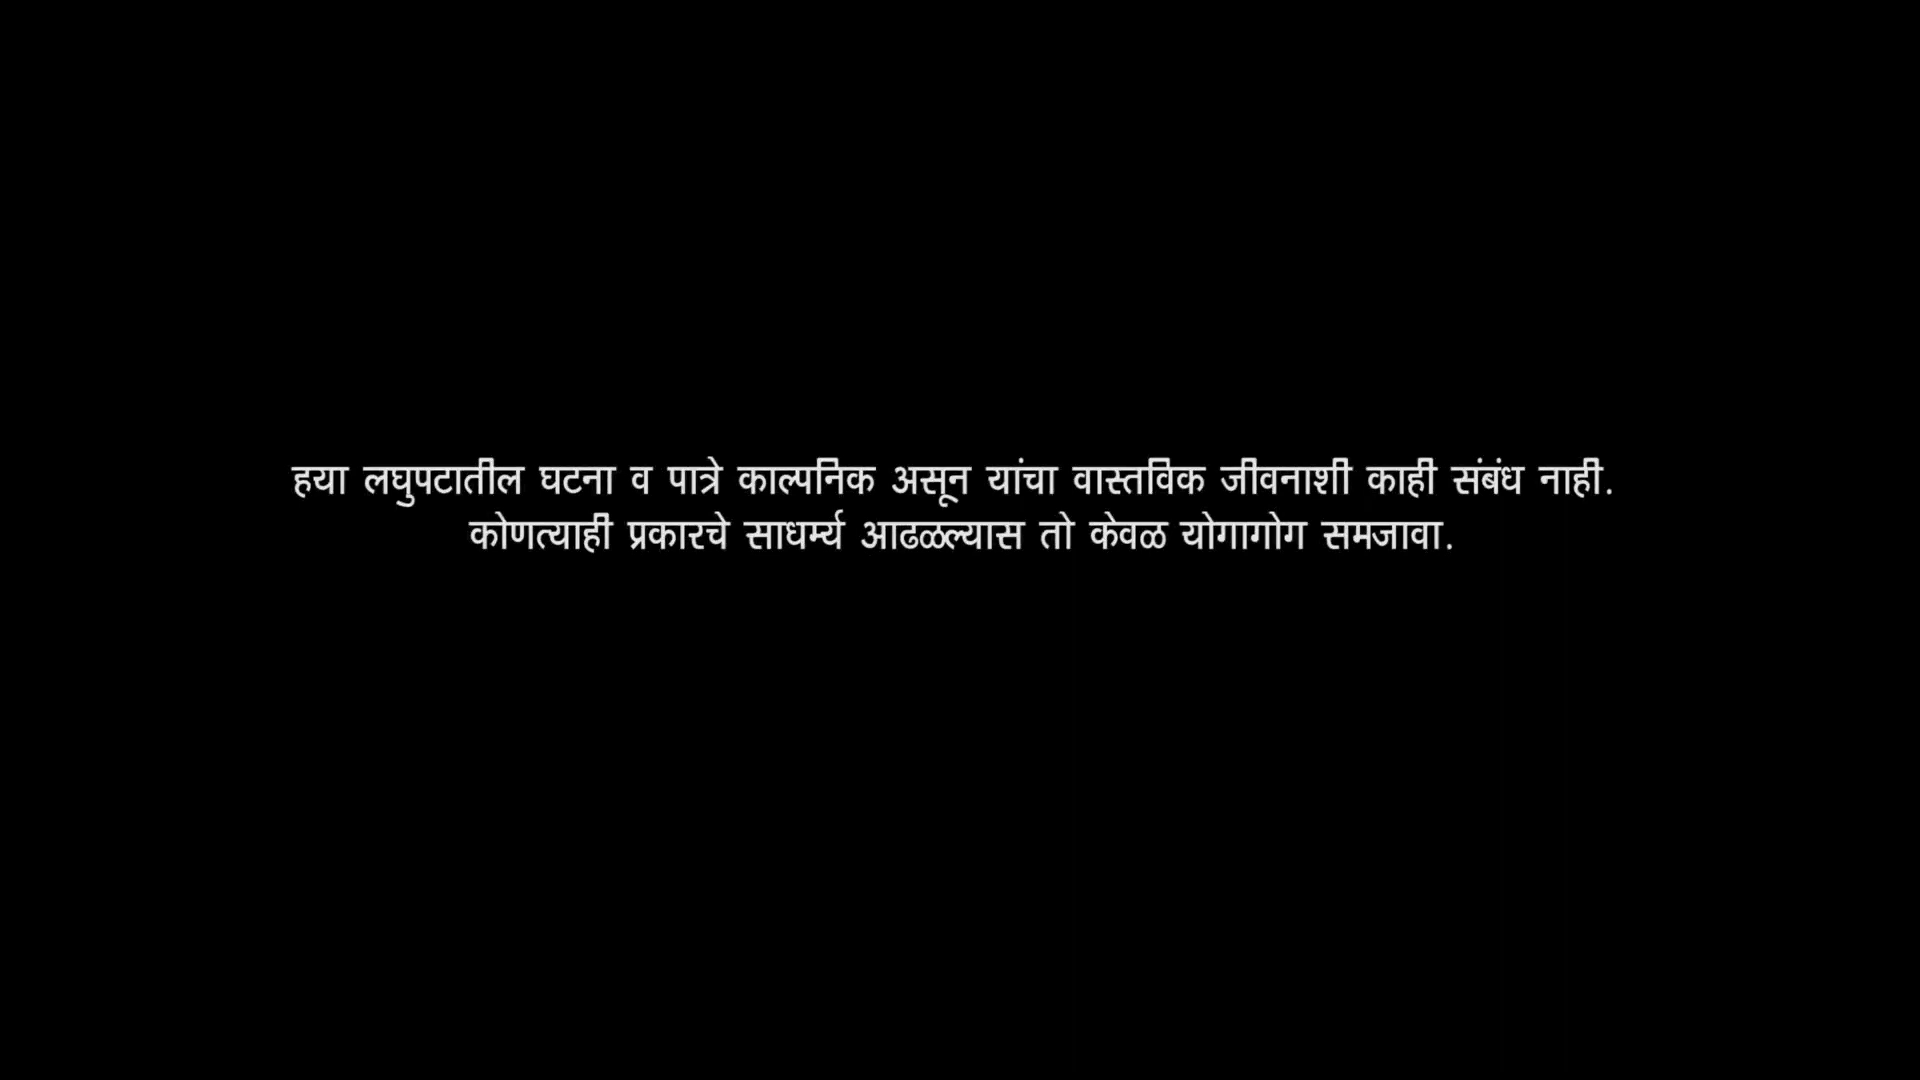 हया लघुपटातील घटना व पात्रे काल्पनिक असून यांचा वास्तविक जीवनाशी काही संबंध नाही.
कोणत्याही प्रकारचे साधर्म्य आढळल्यास तो केवळ योगागोग समजावा.